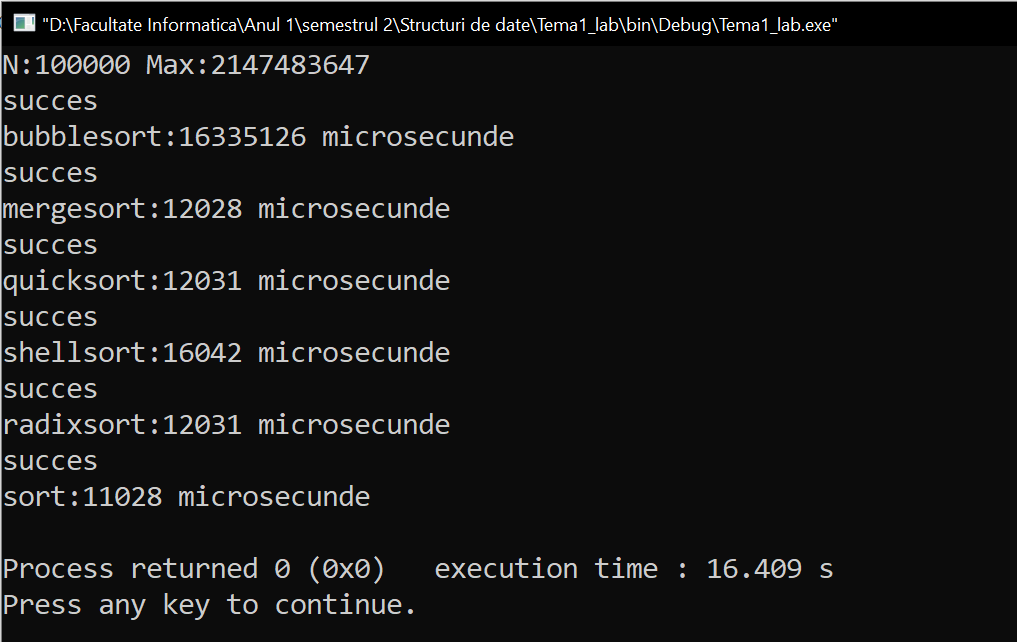 "D:\Facultate Informatica\Anul 1\semestrul 2\Structuri de date\Tema1_lab\bin\Debug\Tema1_lab.exe"
N:100000 Max:2147483647
succes
bubblesort:16335126 microsecunde
succes
mergesort:12028 microsecunde
succes
quicksort:12031 microsecunde
succes
shellsort:16042 microsecunde
succes
radixsort:12031 microsecunde
succes
sort:11028 microsecunde
Process returned 0 (0x0)   execution time : 16.409 s
Press any key to continue.